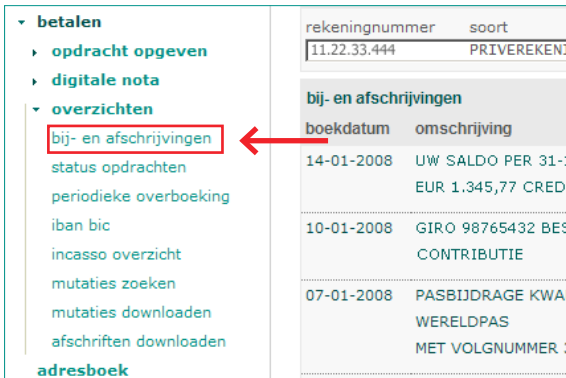 betalen
opdracht opgeven
digitale nota
overzichten
bij- en afschrijvingen
status opdrachten
periodieke overboeking
iban bic
incasso overzicht
mutaties zoeken
mutaties downloaden
afschriften downloaden
adresboek
rekeningnummer soort
11.22.33.444 PRIVEREKENI
bij- en afschrijvingen
boekdatum omschrijving
14-01-2008 UW SALDO PER 31-
EUR 1.345,77 CRED
10-01-2008 GIRO 98765432 BES
CONTRIBUTIE
07-01-2008 PASBIJDRAGE KWA
WERELDPAS
MET VOLGNUMMER